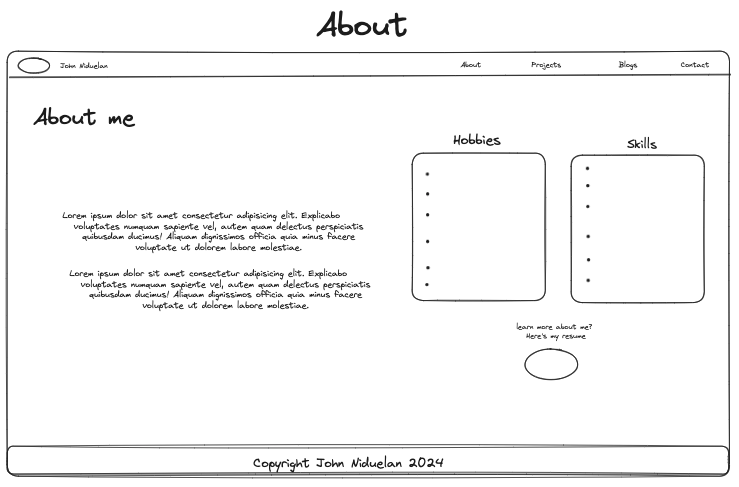 About
John Niduelan
About
Projects
Blogs
Contact
About me
Lorem ipsum dolor sit amet consectetur adipisicing elit. Explicabo
voluptates numquam sapiente vel, autem quam delectus perspiciatis
quibusdam ducimus! Aliquam dignissimos officia quia minus facere
voluptate ut dolorem labore molestiae.
Lorem ipsum dolor sit amet consectetur adipisicing elit. Explicabo
voluptates numquam sapiente vel, autem quam delectus perspiciatis
quibusdam ducimus! Aliquam dignissimos officia quia minus facere
voluptate ut dolorem labore molestiae.
Hobbies
Skills
learn more about me?
Here's my resume
Copyright John Niduelan 2024